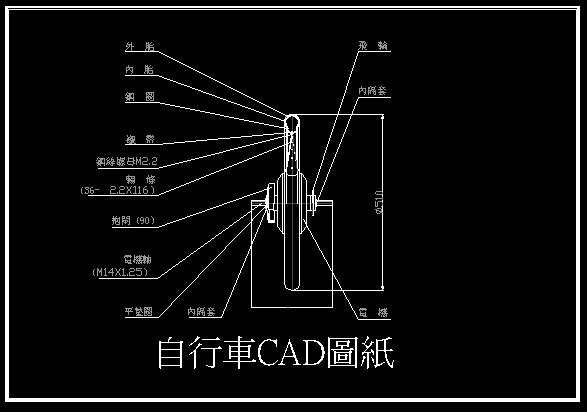 外 胎
內 胎
鋼 圈
襯 帶
鋼絲螺母M2.2
輻 條
(36- 2.2X116)
抱閘 (90)
電機軸
(M14X1.25)
平墊圈
內隔套
飛 輪
內隔套
Ø510
電 機
自行車CAD圖紙